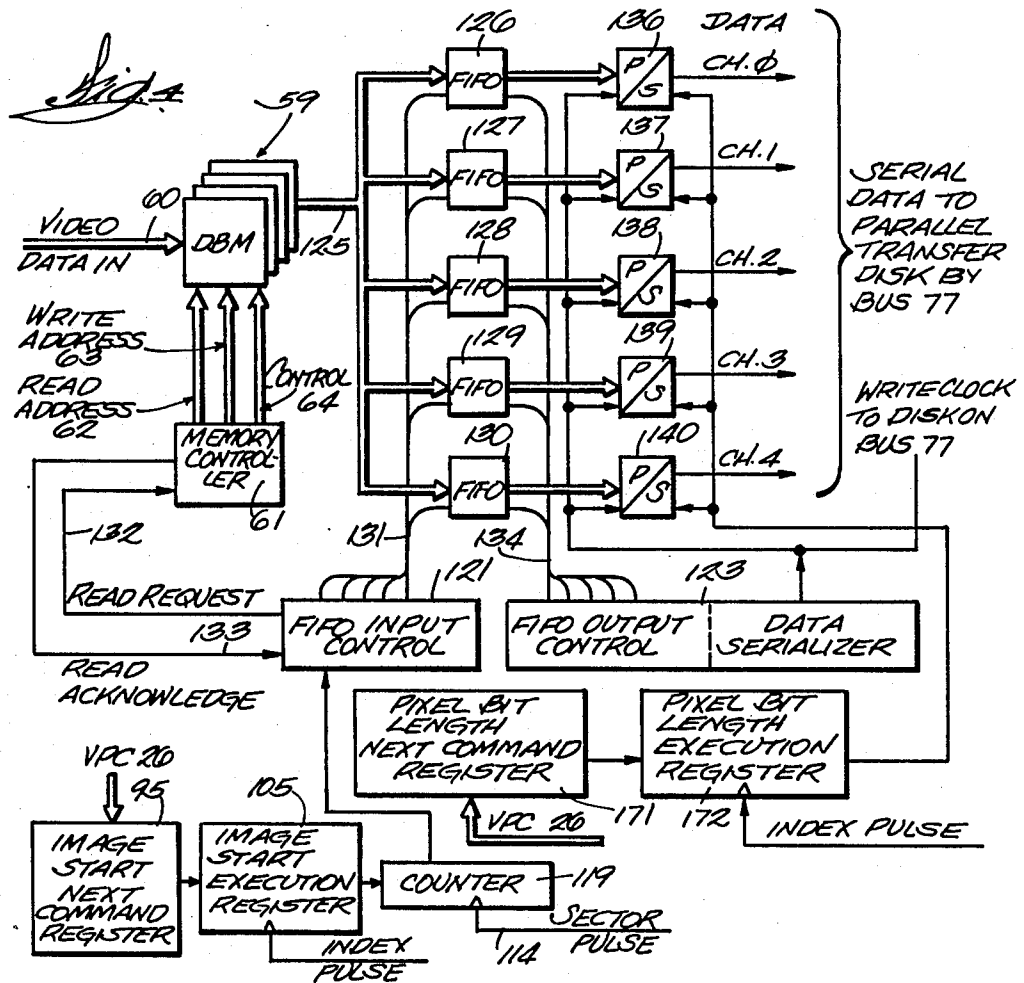 Fig. 4
59
VIDEO
60
DATA IN
DBM
125
WRITE
ADDRESS
63
READ
ADDRESS
62
CONTROL
64
MEMORY
CONTROL-
LER
61
132
READ REQUEST
133
READ
ACKNOWLEDGE
126
FIFO
127
FIFO
128
FIFO
129
FIFO
130
FIFO
131
134
136
P/S
137
P/S
138
P/S
139
P/S
140
P/S
DATA
CH.Ø
CH.1
CH.2
CH.3
CH.4
SERIAL
DATA TO
PARALLEL
TRANSFER
DISK BY
BUS 77
WRITE CLOCK
TO DISK ON
BUS 77
121
FIFO INPUT
CONTROL
123
FIFO OUTPUT
CONTROL
DATA
SERIALIZER
PIXEL BIT
LENGTH
NEXT COMMAND
REGISTER
171
VPC 26
PIXEL BIT
LENGTH
EXECUTION
REGISTER
172
INDEX PULSE
VPC 26
95
IMAGE
START
NEXT
COMMAND
REGISTER
105
IMAGE
START
EXECUTION
REGISTER
INDEX
PULSE
COUNTER
119
SECTOR
PULSE
114